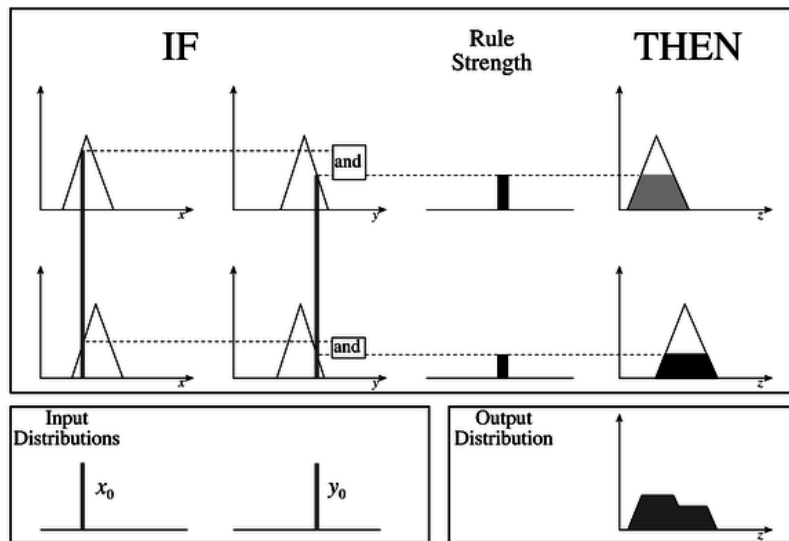 IF
Rule
Strength
THEN
and
x
y
z
and
x
y
z
Input
Distributions
x₀
y₀
Output
Distribution
z